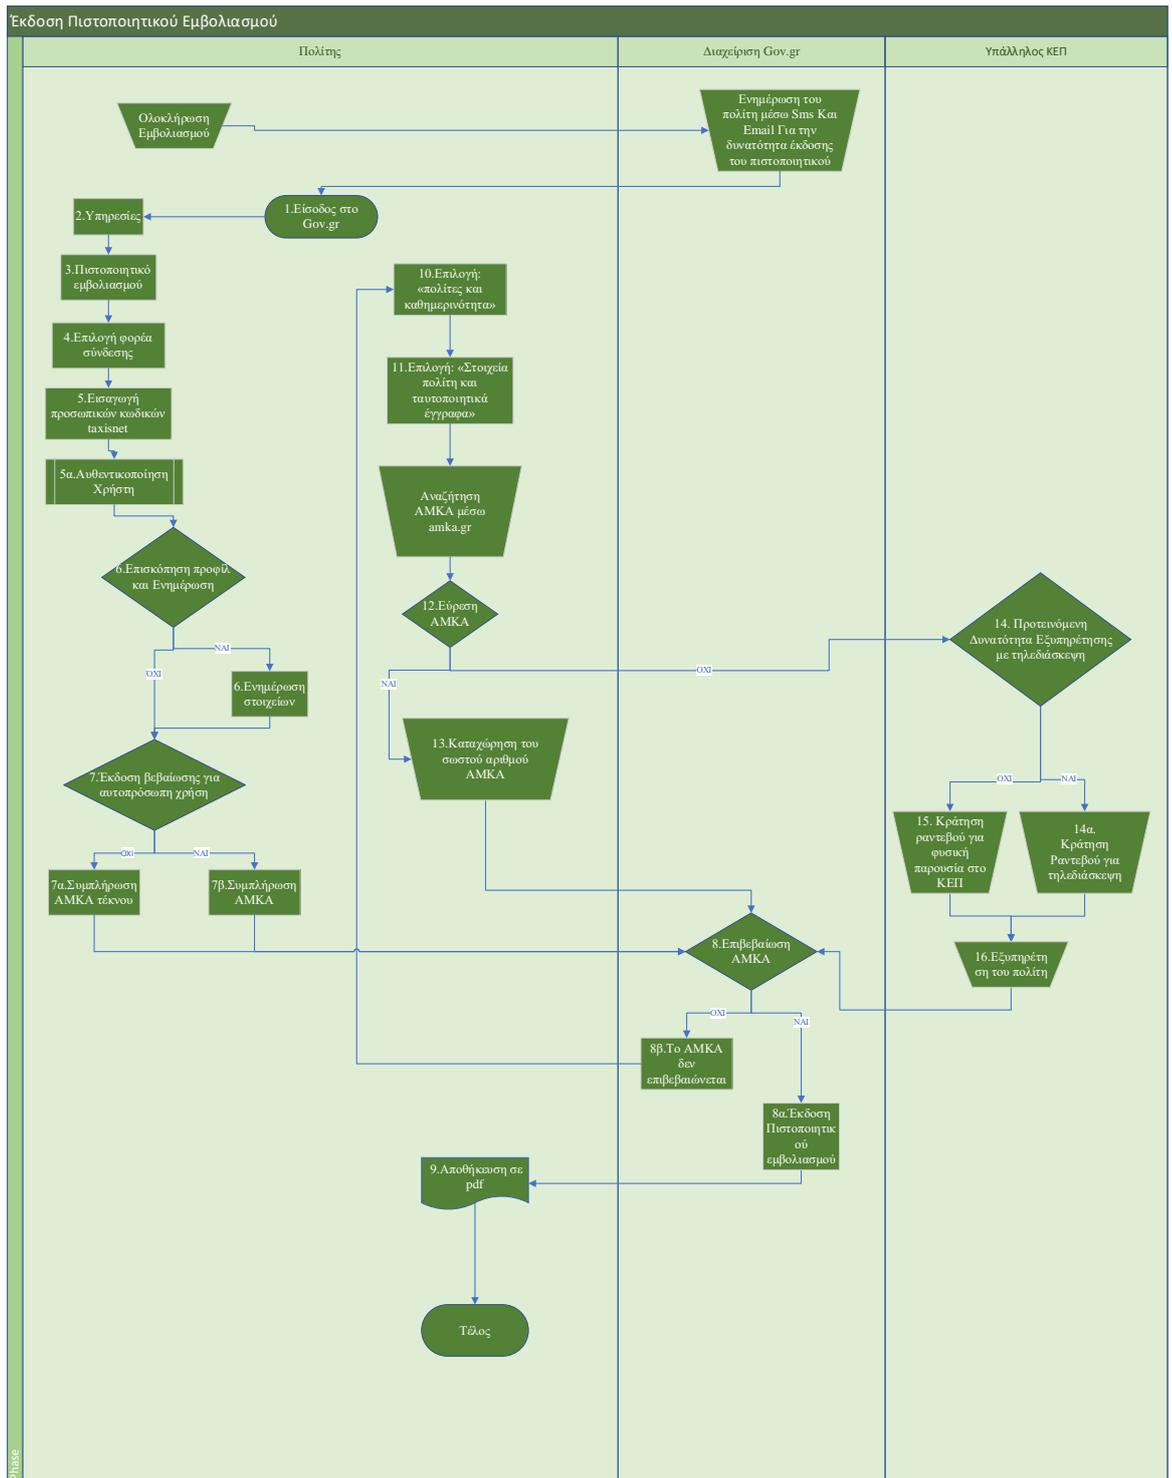 Έκδοση Πιστοποιητικού Εμβολιασμού
Πολίτης
Διαχείριση Gov.gr
Υπάλληλος ΚΕΠ
Ολοκλήρωση
Εμβολιασμού
Ενημέρωση του
πολίτη μέσω Sms Και
Email Για την
δυνατότητα έκδοσης
του πιστοποιητικού
1.Είσοδος στο
Gov.gr
2.Υπηρεσίες
3.Πιστοποιητικό
εμβολιασμού
4.Επιλογή φορέα
σύνδεσης
5.Εισαγωγή
προσωπικών κωδικών
taxisnet
5α.Αυθεντικοποίηση
Χρήστη
6.Επισκόπηση προφίλ
και Ενημέρωση
ΝΑΙ
ΌΧΙ
6.Ενημέρωση
στοιχείων
7.Έκδοση βεβαίωσης για
αυτοπρόσωπη χρήση
ΟΧΙ
ΝΑΙ
7α.Συμπλήρωση
ΑΜΚΑ τέκνου
7β.Συμπλήρωση
ΑΜΚΑ
10.Επιλογή:
«πολίτες και
καθημερινότητα»
11.Επιλογή: «Στοιχεία
πολίτη και
ταυτοποιητικά
έγγραφα»
Αναζήτηση
ΑΜΚΑ μέσω
amka.gr
12.Εύρεση
ΑΜΚΑ
ΝΑΙ
ΟΧΙ
13.Καταχώρηση του
σωστού αριθμού
ΑΜΚΑ
14. Προτεινόμενη
Δυνατότητα Εξυπηρέτησης
με τηλεδιάσκεψη
ΟΧΙ
ΝΑΙ
15. Κράτηση
ραντεβού για
φυσική
παρουσία στο
ΚΕΠ
14α.
Κράτηση
Ραντεβού για
τηλεδιάσκεψη
16.Εξυπηρέτη
ση του πολίτη
8.Επιβεβαίωση
ΑΜΚΑ
ΟΧΙ
ΝΑΙ
8β.Το ΑΜΚΑ
δεν
επιβεβαιώνεται
8α.Έκδοση
Πιστοποιητικ
ού
εμβολιασμού
9.Αποθήκευση σε
pdf
Τέλος
Phase